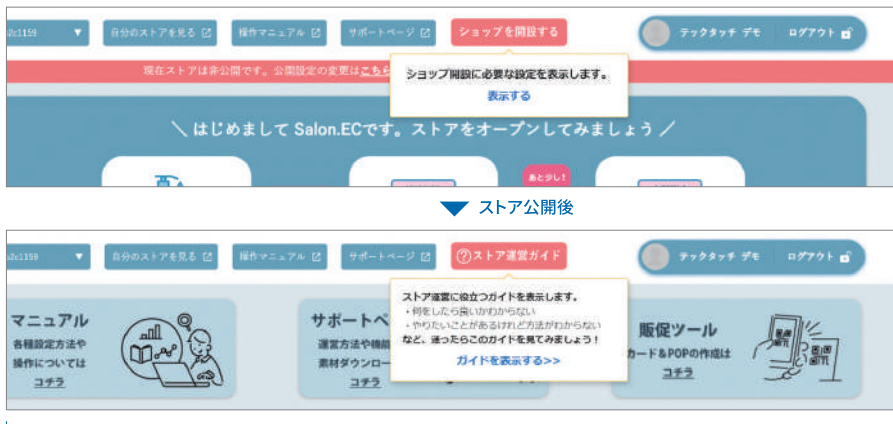 c1159 ▼ 自分のストアを見る 操作マニュアル サポートページ ショップを開設する テックタッチ デモ ログアウト
現在ストアは非公開です。公開設定の変更はこちら
ショップ開設に必要な設定を表示します。
表示する
＼ はじめまして Salon.ECです。ストアをオープンしてみましょう ／
あと少し!
▼ ストア公開後
c1159 ▼ 自分のストアを見る 操作マニュアル サポートページ ?ストア運営ガイド テックタッチ デモ ログアウト
ストア運営に役立つガイドを表示します。
・何をしたら良いかわからない
・やりたいことがあるけれど方法がわからない
など、迷ったらこのガイドを見てみましょう!
ガイドを表示する>>
マニュアル
各種設定方法や
操作については
コチラ
サポートペ
運営方法や機能
素材ダウンロー
コチラ
販促ツール
カード＆POPの作成は
コチラ